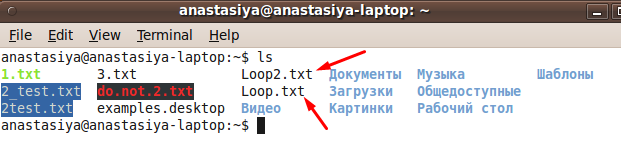 anastasiya@anastasiya-laptop: ~
File Edit View Terminal Help
anastasiya@anastasiya-laptop:~$ ls
1.txt 3.txt Loop2.txt Документы Музыка Шаблоны
2_test.txt do.not.2.txt Loop.txt Загрузки Общедоступные
2test.txt examples.desktop Видео Картинки Рабочий стол
anastasiya@anastasiya-laptop:~$